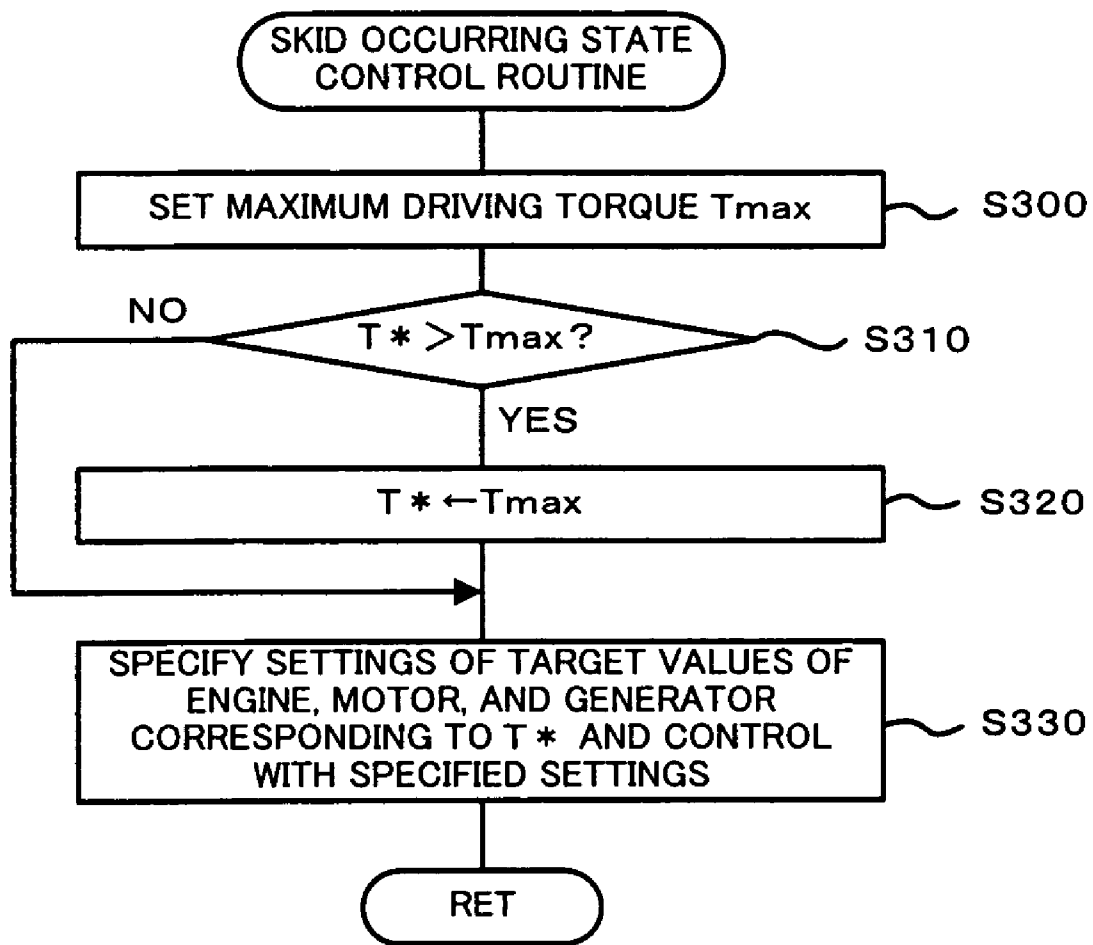 SKID OCCURRING STATE
CONTROL ROUTINE
SET MAXIMUM DRIVING TORQUE Tmax
S300
NO
T*>Tmax?
S310
YES
T*←Tmax
S320
SPECIFY SETTINGS OF TARGET VALUES OF
ENGINE, MOTOR, AND GENERATOR
CORRESPONDING TO T* AND CONTROL
WITH SPECIFIED SETTINGS
S330
RET